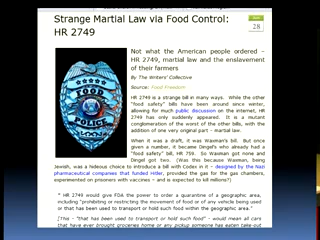 Strange Martial Law via Food Control:
HR 2749
28
Not what the American people ordered –
HR 2749, martial law and the enslavement
of their farmers
By The Writers' Collective
Source: Food Freedom
FOOD
POLICE
HR 2749 is a strange bill in many ways. While the other
"food safety" bills have been around since winter,
allowing for much public discussion on the internet, HR
2749 has only suddenly appeared. It is a mutant
conglomeration of the worst of the other bills, with the
addition of one very original part - martial law.
When it was a draft, it was Waxman's bill. But once
given a number, it became Dingell's who already had a
"food safety" bill, HR 759. So Waxman got none and
Dingell got two. (Was this because Waxman, being
Jewish, was so hideous a choice to introduce a bill with Codex in it –
designed by the Nazi
pharmaceutical companies that funded Hitler, provided the gas for the gas chambers,
experimented on prisoners with vaccines – and is expected to kill millions?)
* HR 2749 would give FDA the power to order a quarantine of a geographic area,
including "prohibiting or restricting the movement of food or of any vehicle being used
or that has been used to transport or hold such food within the geographic area."
[This - "that has been used to transport or hold such food" – would mean all cars
that have ever brought groceries home or any pickup someone has eaten take-out